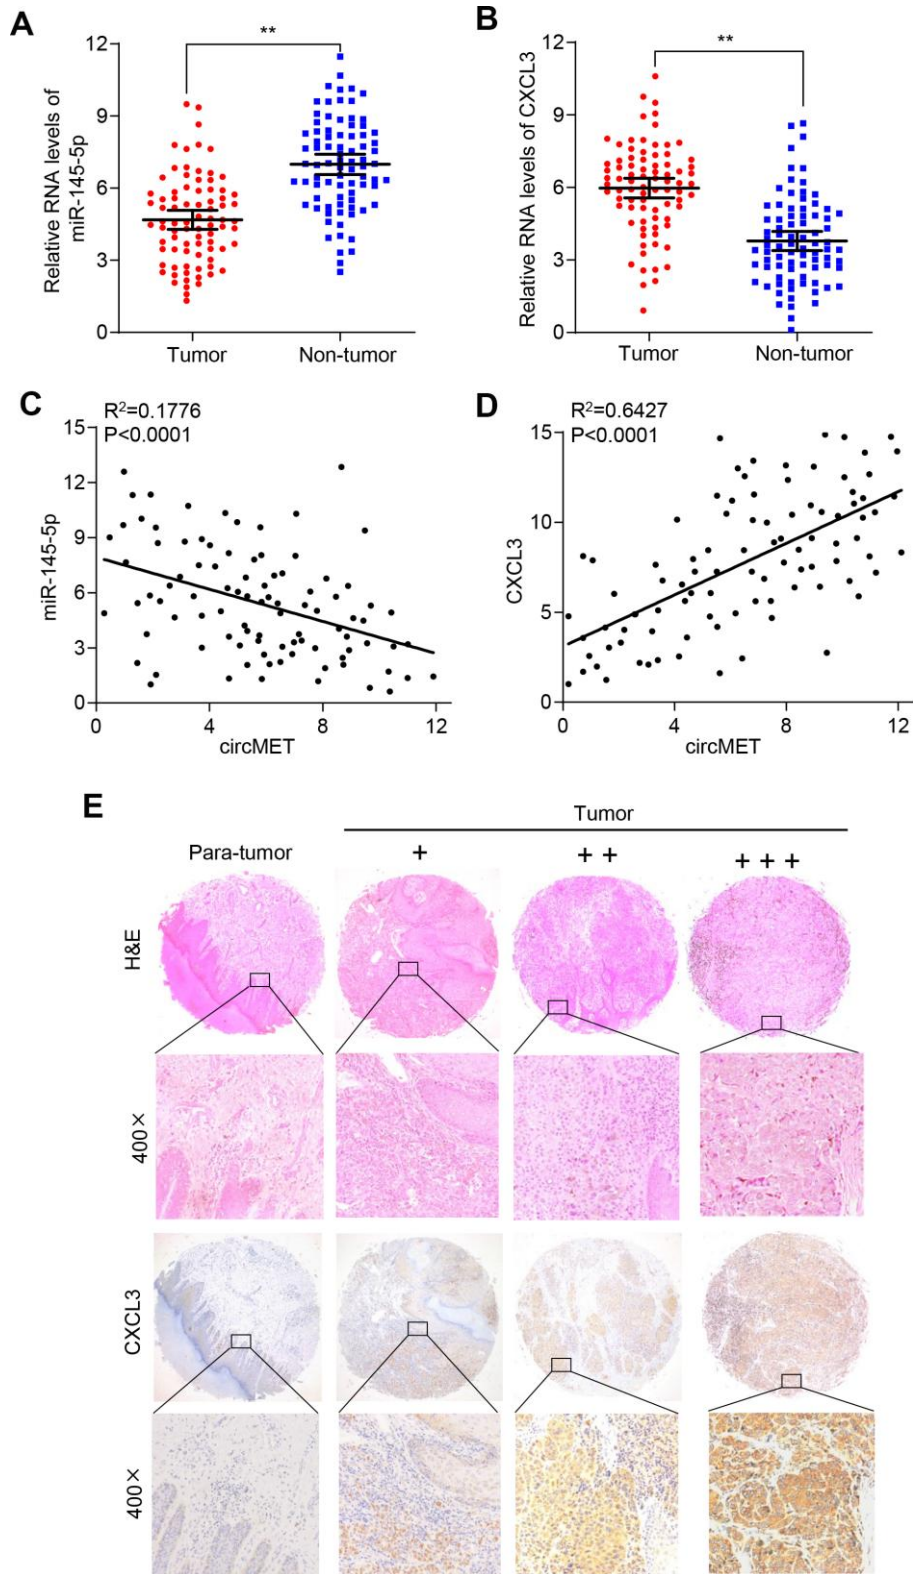 A
Relative RNA levels of
miR-145-5p
12
9
6
3
0
**
Tumor
Non-tumor
B
Relative RNA levels of CXCL3
12
9
6
3
0
**
Tumor
Non-tumor
C
R²=0.1776
P<0.0001
miR-145-5p
15
12
9
6
3
0
0
4
8
12
circMET
D
R²=0.6427
P<0.0001
CXCL3
15
10
5
0
0
4
8
12
circMET
E
Tumor
Para-tumor
+
+ +
+ + +
H&E
400×
CXCL3
400×